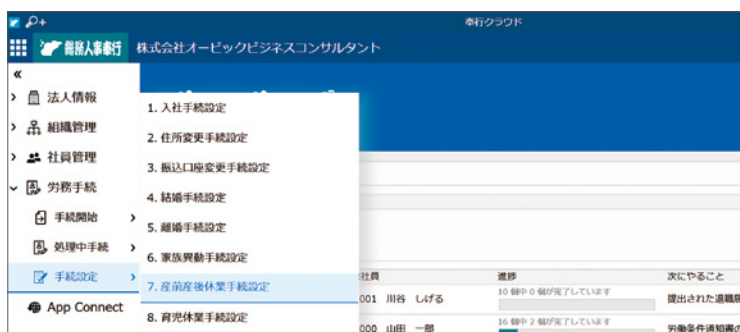 奉行クラウド
総務人事奉行 株式会社オービックビジネスコンサルタント
«
法人情報
組織管理
社員管理
労務手続
手続開始
処理中手続
手続設定
App Connect
1. 入社手続設定
2. 住所変更手続設定
3. 振込口座変更手続設定
4. 結婚手続設定
5. 離婚手続設定
6. 家族異動手続設定
7. 産前産後休業手続設定
8. 育児休業手続設定
社員 進捗 次にやること
001 川谷 しげる 10 個中 0 個が完了しています 提出された退職届
000 山田 一郎 16 個中 2 個が完了しています 労働条件通知書の